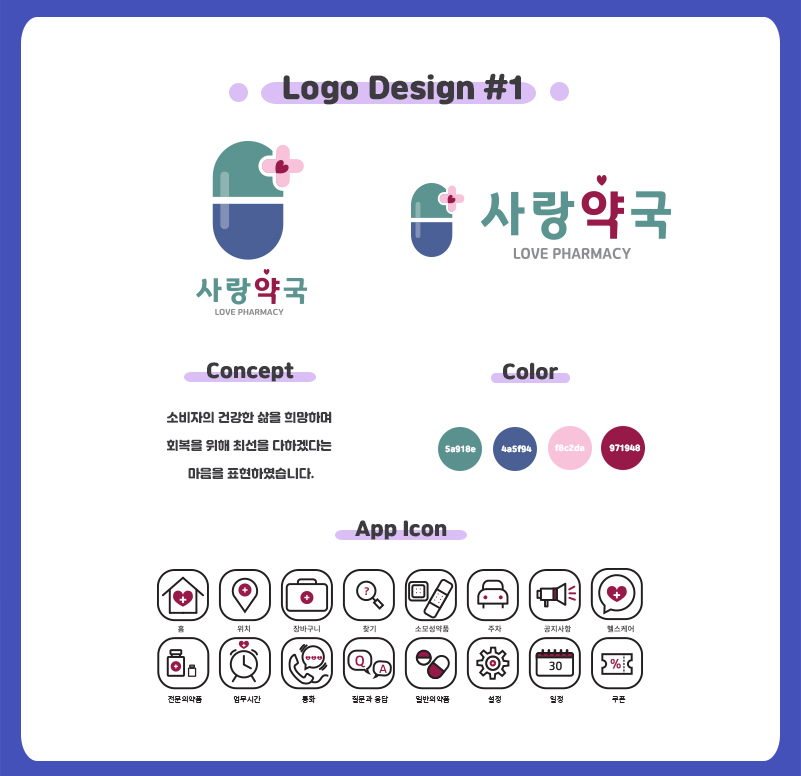 Logo Design #1
사랑약국
LOVE PHARMACY
사랑약국
LOVE PHARMACY
Concept
소비자의 건강한 삶을 희망하며
회복을 위해 최선을 다하겠다는
마음을 표현하였습니다.
Color
5a918e 4a5f94 f8c2da 971948
App Icon
?
홈 위치 장바구니 찾기 소모성약품 주차 공지사항 헬스케어
Q A 30 %
전문의약품 업무시간 통화 질문과 응답 일반의약품 설정 일정 쿠폰